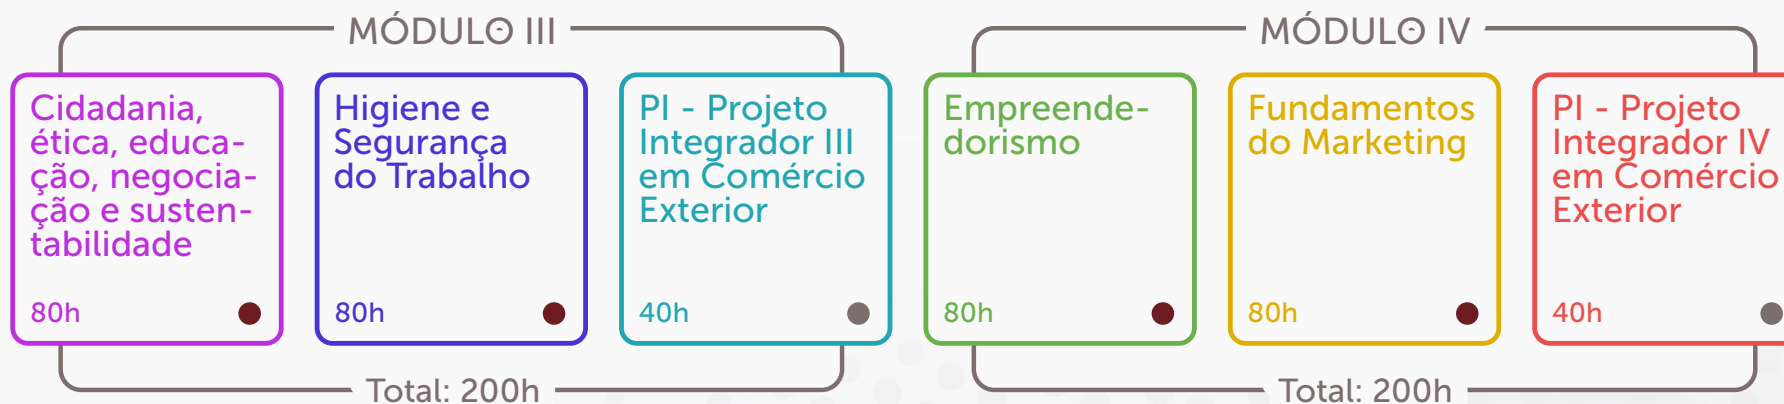 MÓDULO III
Cidadania,
ética, educa-
ção, negocia-
ção e susten-
tabilidade
80h
Higiene e
Segurança
do Trabalho
80h
PI - Projeto
Integrador III
em Comércio
Exterior
40h
Total: 200h
MÓDULO IV
Empreende-
dorismo
80h
Fundamentos
do Marketing
80h
PI - Projeto
Integrador IV
em Comércio
Exterior
40h
Total: 200h